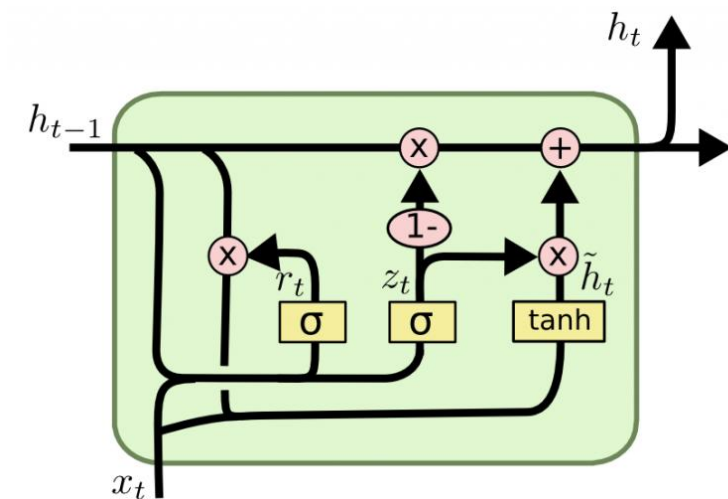 h_t
h_{t-1}
x +
1-
x x
r_t z_t h̃_t
σ σ tanh
x_t